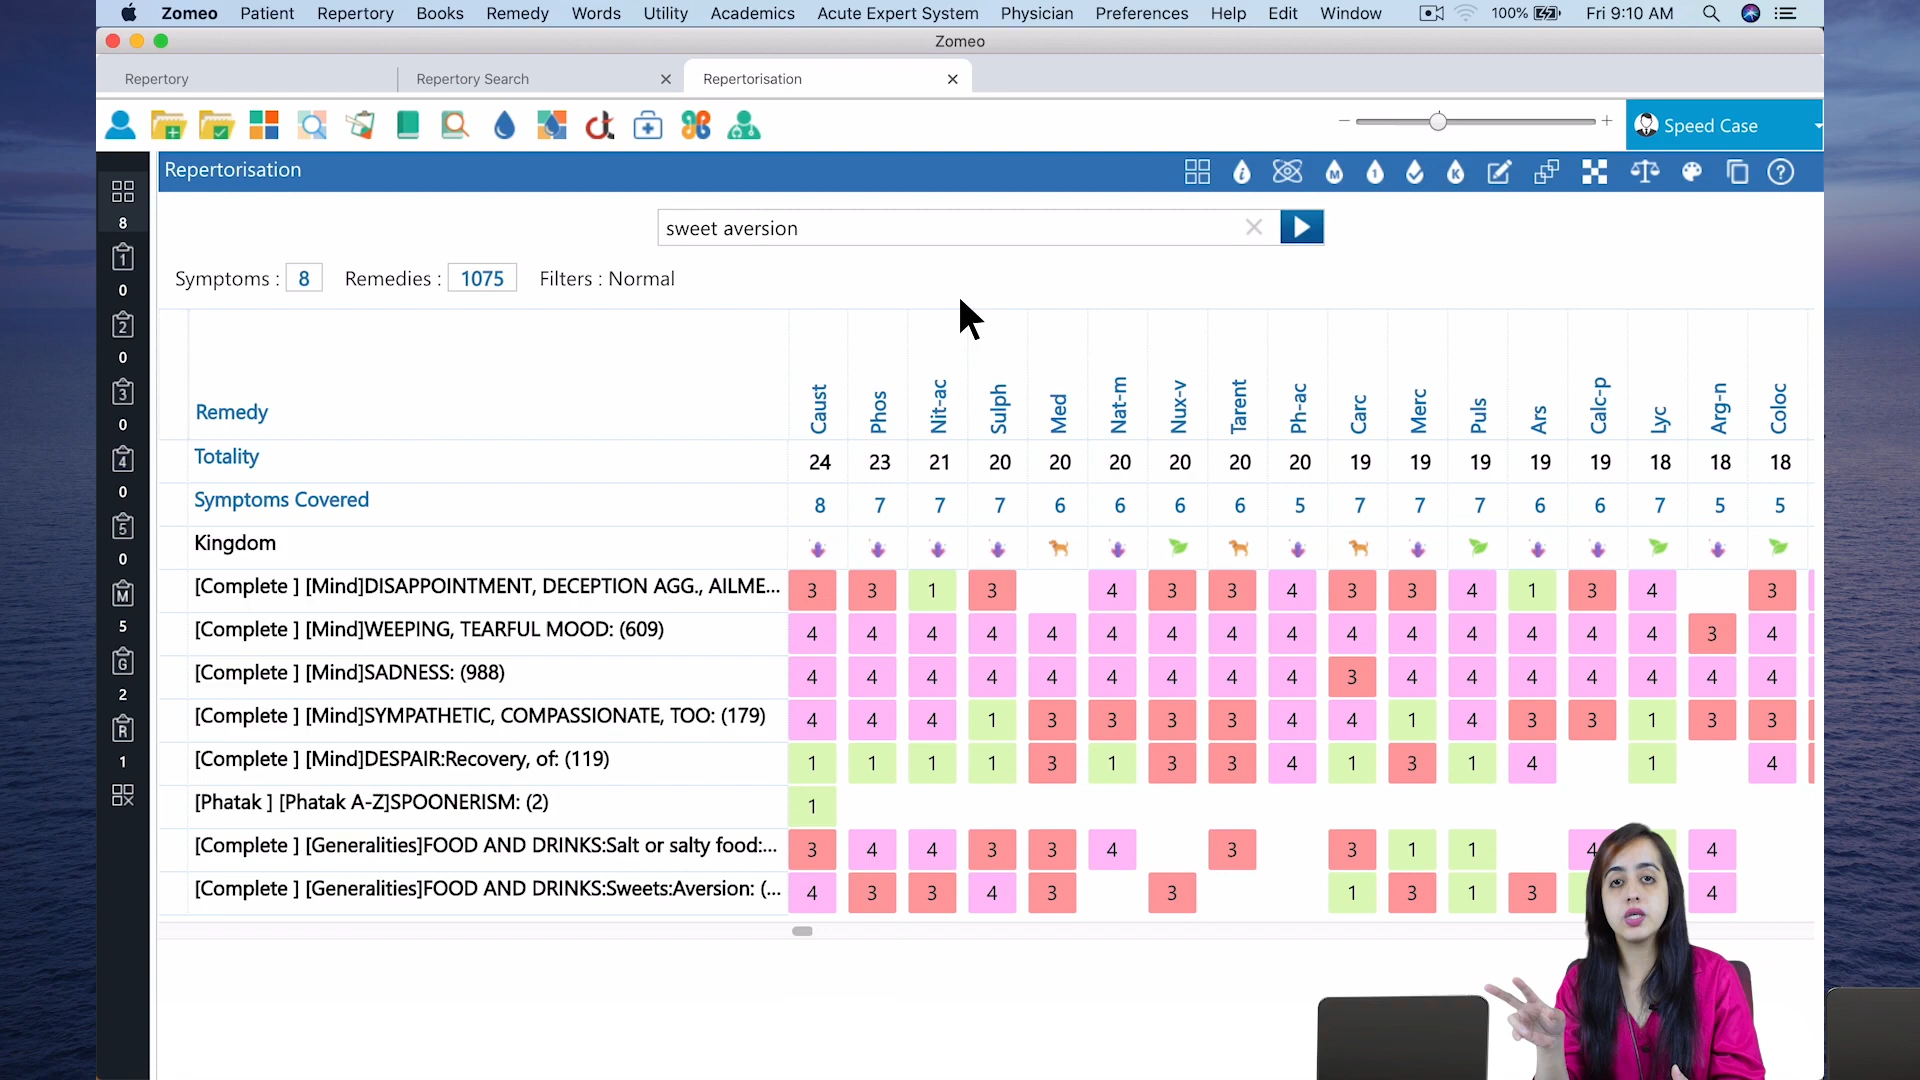 Zomeo Patient Repertory Books Remedy Words Utility Academics Acute Expert System Physician Preferences Help Edit Window 100% Fri 9:10 AM
Zomeo
Repertory Repertory Search Repertorisation
Speed Case
Repertorisation
sweet aversion
Symptoms : 8 Remedies : 1075 Filters : Normal
8
1
0
2
0
3
0
4
0
5
0
M
5
G
2
R
1
Remedy Caust Phos Nit-ac Sulph Med Nat-m Nux-v Tarent Ph-ac Carc Merc Puls Ars Calc-p Lyc Arg-n Coloc
Totality 24 23 21 20 20 20 20 20 20 19 19 19 19 19 18 18 18
Symptoms Covered 8 7 7 7 6 6 6 6 5 7 7 7 6 6 7 5 5
Kingdom
[Complete ] [Mind]DISAPPOINTMENT, DECEPTION AGG., AILME... 3 3 1 3 4 3 3 4 3 3 4 1 3 4 3
[Complete ] [Mind]WEEPING, TEARFUL MOOD: (609) 4 4 4 4 4 4 4 4 4 4 4 4 4 4 4 3 4
[Complete ] [Mind]SADNESS: (988) 4 4 4 4 4 4 4 4 4 3 4 4 4 4 4 4 4
[Complete ] [Mind]SYMPATHETIC, COMPASSIONATE, TOO: (179) 4 4 4 1 3 3 3 3 4 4 1 4 3 3 1 3 3
[Complete ] [Mind]DESPAIR:Recovery, of: (119) 1 1 1 1 3 1 3 3 4 1 3 1 4 1 4
[Phatak ] [Phatak A-Z]SPOONERISM: (2) 1
[Complete ] [Generalities]FOOD AND DRINKS:Salt or salty food:... 3 4 4 3 3 4 3 3 1 1 4 4
[Complete ] [Generalities]FOOD AND DRINKS:Sweets:Aversion: (... 4 3 3 4 3 3 1 3 1 3 4